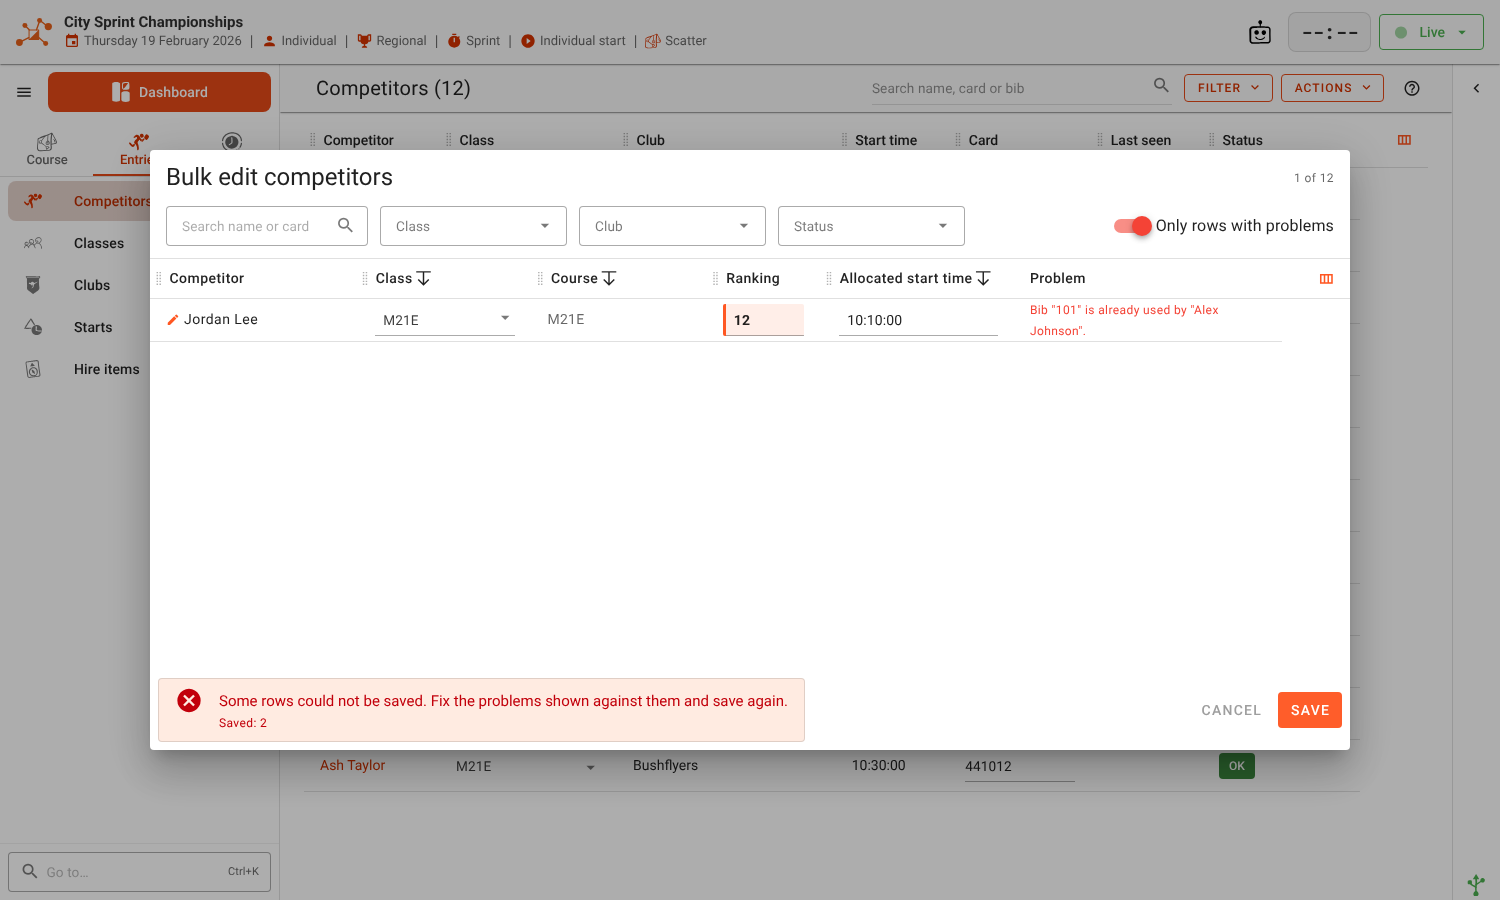 City Sprint Championships
Thursday 19 February 2026 | Individual | Regional | Sprint | Individual start | Scatter
--:--
Live
Dashboard
Competitors (12)
Search name, card or bib
FILTER
ACTIONS
Course
Entrie
Competitor
Class
Club
Start time
Card
Last seen
Status
Competitors
Classes
Clubs
Starts
Hire items
Bulk edit competitors
1 of 12
Search name or card
Class
Club
Status
Only rows with problems
Competitor
Class
Course
Ranking
Allocated start time
Problem
Jordan Lee
M21E
M21E
12
10:10:00
Bib "101" is already used by "Alex
Johnson".
Some rows could not be saved. Fix the problems shown against them and save again.
Saved: 2
CANCEL
SAVE
Ash Taylor
M21E
Bushflyers
10:30:00
441012
OK
Go to...
Ctrl+K